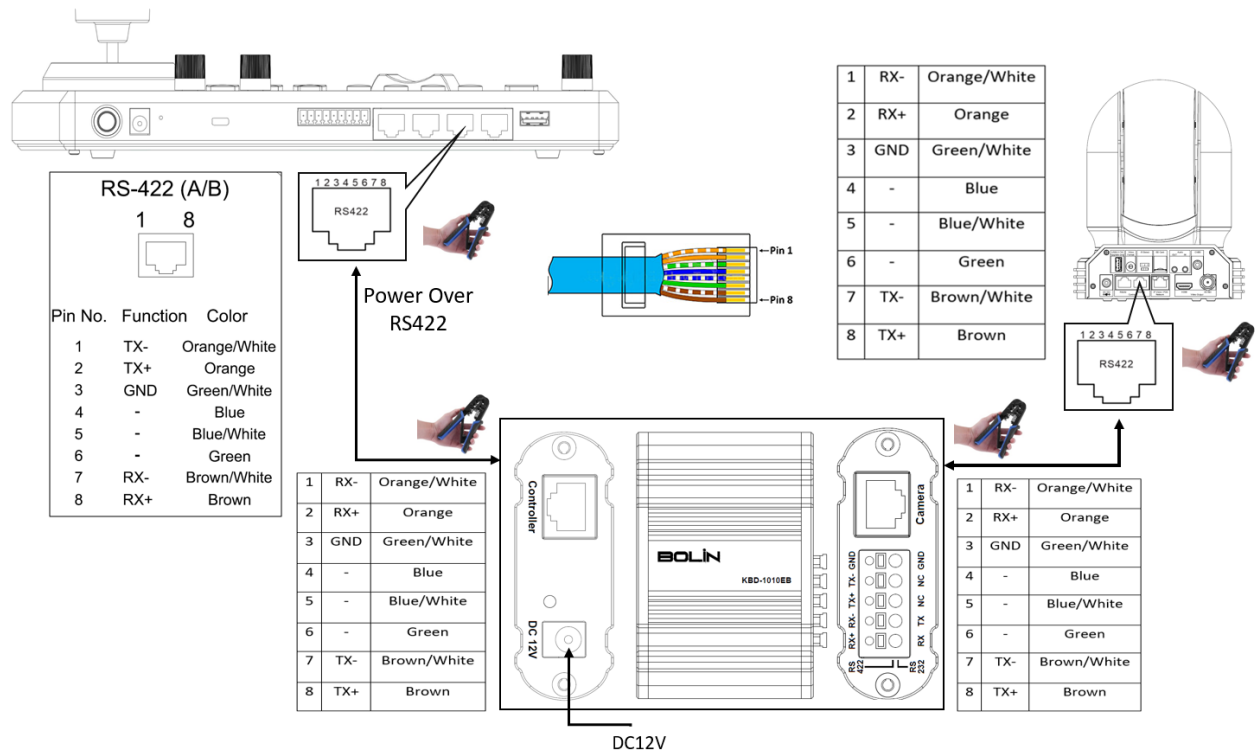 RS-422 (A/B)
1 8
Pin No. Function Color
1 TX- Orange/White
2 TX+ Orange
3 GND Green/White
4 - Blue
5 - Blue/White
6 - Green
7 RX- Brown/White
8 RX+ Brown
1 2 3 4 5 6 7 8
RS422
Power Over
RS422
Pin 1
Pin 8
1 RX- Orange/White
2 RX+ Orange
3 GND Green/White
4 - Blue
5 - Blue/White
6 - Green
7 TX- Brown/White
8 TX+ Brown
1 2 3 4 5 6 7 8
RS422
1 RX- Orange/White
2 RX+ Orange
3 GND Green/White
4 - Blue
5 - Blue/White
6 - Green
7 TX- Brown/White
8 TX+ Brown
Controller
DC 12V
BOLIN
KBD-1010EB
Camera
GND GND
TX- NC
TX+ NC
RX- TX
RX+ RX
RS 422
RS 232
1 RX- Orange/White
2 RX+ Orange
3 GND Green/White
4 - Blue
5 - Blue/White
6 - Green
7 TX- Brown/White
8 TX+ Brown
DC12V